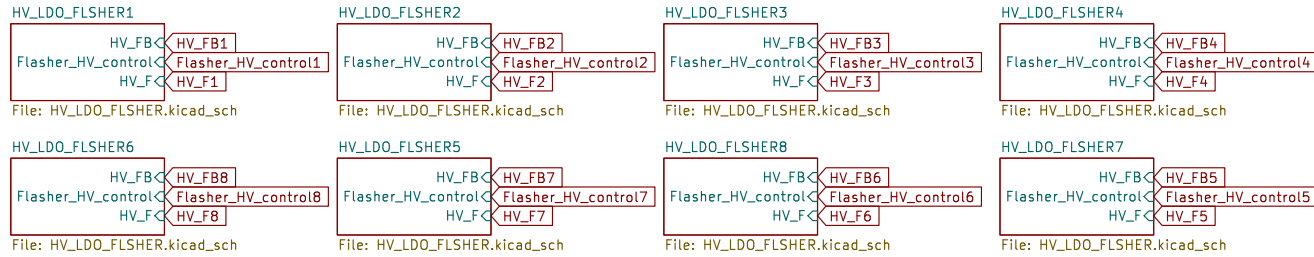 HV_LDO_FLSHER1
HV_FB HV_FB1
Flasher_HV_control Flasher_HV_control1
HV_F HV_F1
File: HV_LDO_FLSHER.kicad_sch
HV_LDO_FLSHER2
HV_FB HV_FB2
Flasher_HV_control Flasher_HV_control2
HV_F HV_F2
File: HV_LDO_FLSHER.kicad_sch
HV_LDO_FLSHER3
HV_FB HV_FB3
Flasher_HV_control Flasher_HV_control3
HV_F HV_F3
File: HV_LDO_FLSHER.kicad_sch
HV_LDO_FLSHER4
HV_FB HV_FB4
Flasher_HV_control Flasher_HV_control4
HV_F HV_F4
File: HV_LDO_FLSHER.kicad_sch
HV_LDO_FLSHER6
HV_FB HV_FB8
Flasher_HV_control Flasher_HV_control8
HV_F HV_F8
File: HV_LDO_FLSHER.kicad_sch
HV_LDO_FLSHER5
HV_FB HV_FB7
Flasher_HV_control Flasher_HV_control7
HV_F HV_F7
File: HV_LDO_FLSHER.kicad_sch
HV_LDO_FLSHER8
HV_FB HV_FB6
Flasher_HV_control Flasher_HV_control6
HV_F HV_F6
File: HV_LDO_FLSHER.kicad_sch
HV_LDO_FLSHER7
HV_FB HV_FB5
Flasher_HV_control Flasher_HV_control5
HV_F HV_F5
File: HV_LDO_FLSHER.kicad_sch